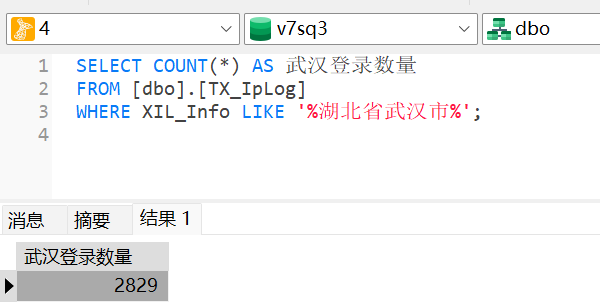 4 v7sq3 dbo
1 SELECT COUNT(*) AS 武汉登录数量
2 FROM [dbo].[TX_IpLog]
3 WHERE XIL_Info LIKE '%湖北省武汉市%';
4
消息 摘要 结果 1
武汉登录数量
2829